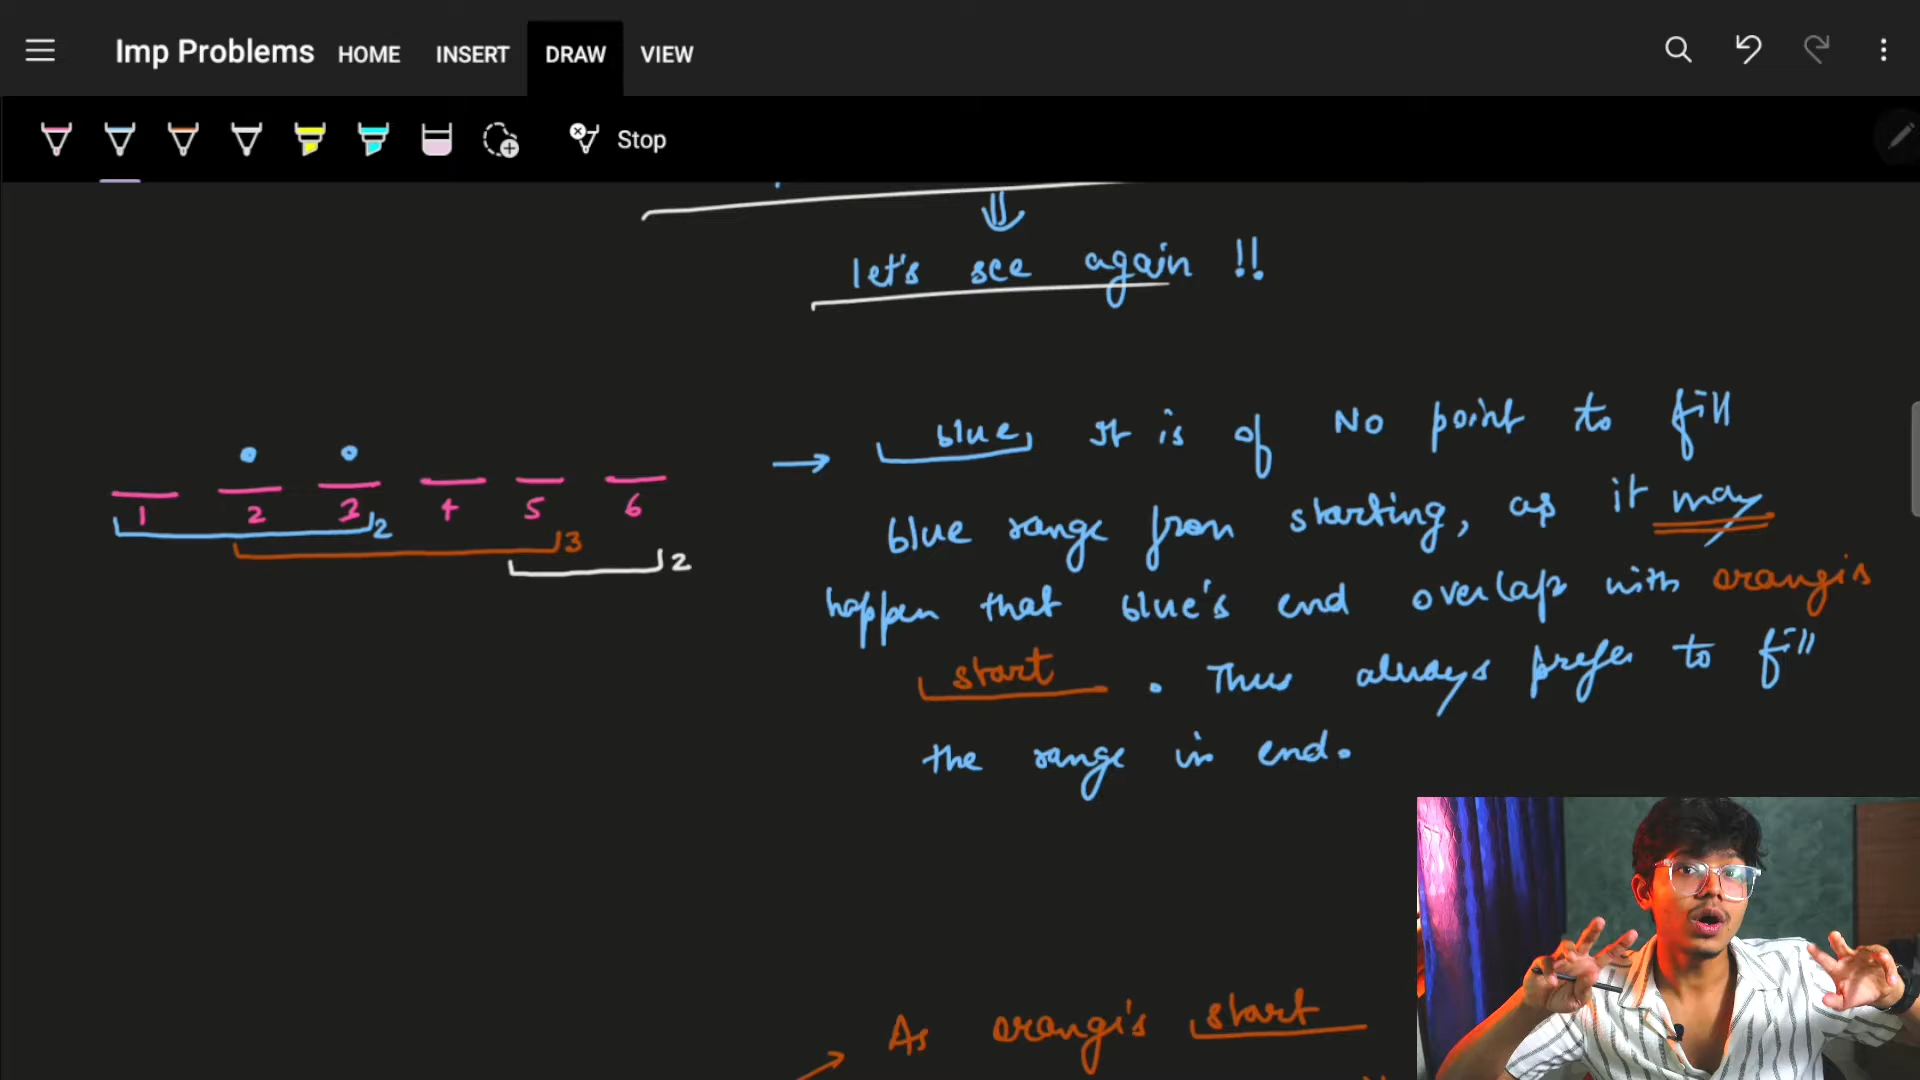 Imp Problems HOME INSERT DRAW VIEW
Stop
let's see again !!
→ blue, It is of No point to fill
blue range from starting, as it may
happen that blue's end overlaps with orange's
start . Thus always prefer to fill
the range in end.
1 2 3 4 5 6
2
3
2
As orange's start